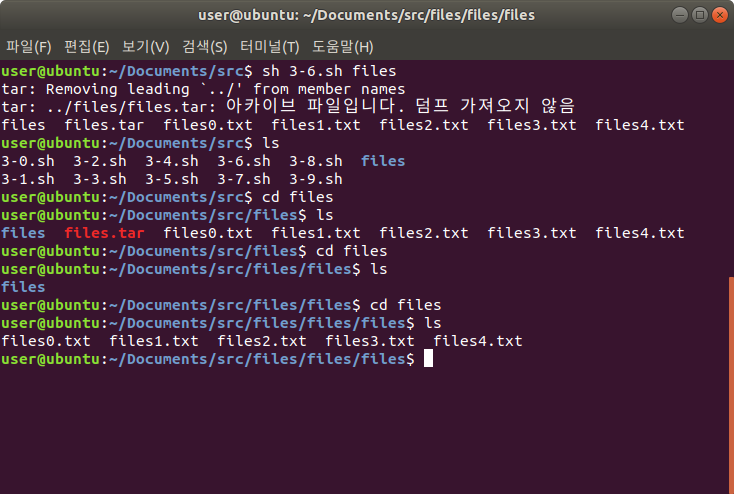 user@ubuntu: ~/Documents/src/files/files/files
파일(F) 편집(E) 보기(V) 검색(S) 터미널(T) 도움말(H)
user@ubuntu:~/Documents/src$ sh 3-6.sh files
tar: Removing leading `../' from member names
tar: ../files/files.tar: 아카이브 파일입니다. 덤프 가져오지 않음
files  files.tar  files0.txt  files1.txt  files2.txt  files3.txt  files4.txt
user@ubuntu:~/Documents/src$ ls
3-0.sh  3-2.sh  3-4.sh  3-6.sh  3-8.sh  files
3-1.sh  3-3.sh  3-5.sh  3-7.sh  3-9.sh
user@ubuntu:~/Documents/src$ cd files
user@ubuntu:~/Documents/src/files$ ls
files  files.tar  files0.txt  files1.txt  files2.txt  files3.txt  files4.txt
user@ubuntu:~/Documents/src/files$ cd files
user@ubuntu:~/Documents/src/files/files$ ls
files
user@ubuntu:~/Documents/src/files/files$ cd files
user@ubuntu:~/Documents/src/files/files/files$ ls
files0.txt  files1.txt  files2.txt  files3.txt  files4.txt
user@ubuntu:~/Documents/src/files/files/files$